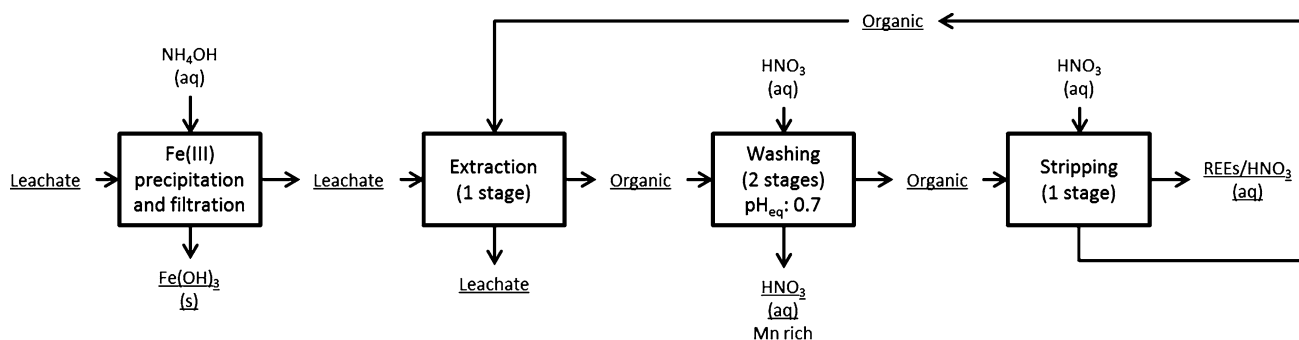 Organic
NH₄OH
(aq)
HNO₃
(aq)
HNO₃
(aq)
Leachate
Fe(III)
precipitation
and filtration
Leachate
Extraction
(1 stage)
Organic
Washing
(2 stages)
pHeq: 0.7
Organic
Stripping
(1 stage)
REEs/HNO₃
(aq)
Fe(OH)₃
(s)
Leachate
HNO₃
(aq)
Mn rich